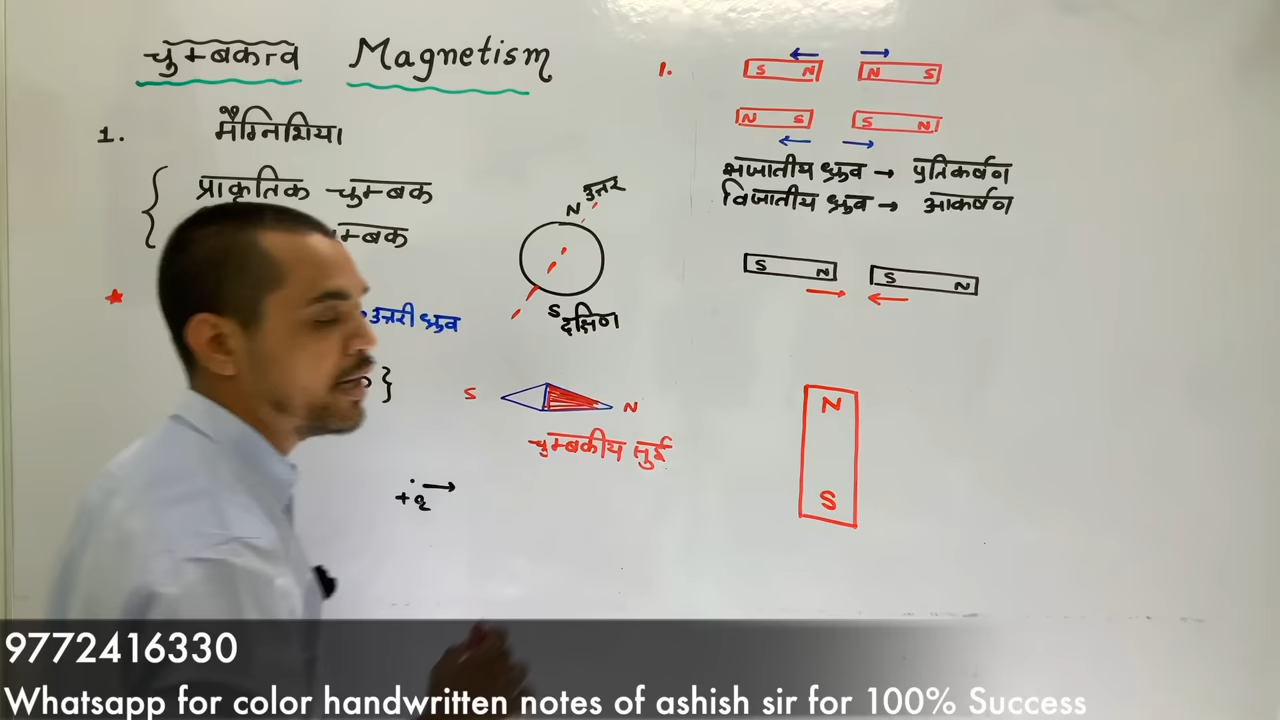 चुम्बकत्व Magnetism
1. मैग्निशिया
प्राकृतिक चुम्बक
म्बक
उत्तरी ध्रुव
}
N उत्तर
S दक्षिण
S N
चुम्बकीय सुई
+q →
1. S N N S
N S S N
सजातीय ध्रुव → प्रतिकर्षण
विजातीय ध्रुव → आकर्षण
S N S N
N
S
9772416330
Whatsapp for color handwritten notes of ashish sir for 100% Success